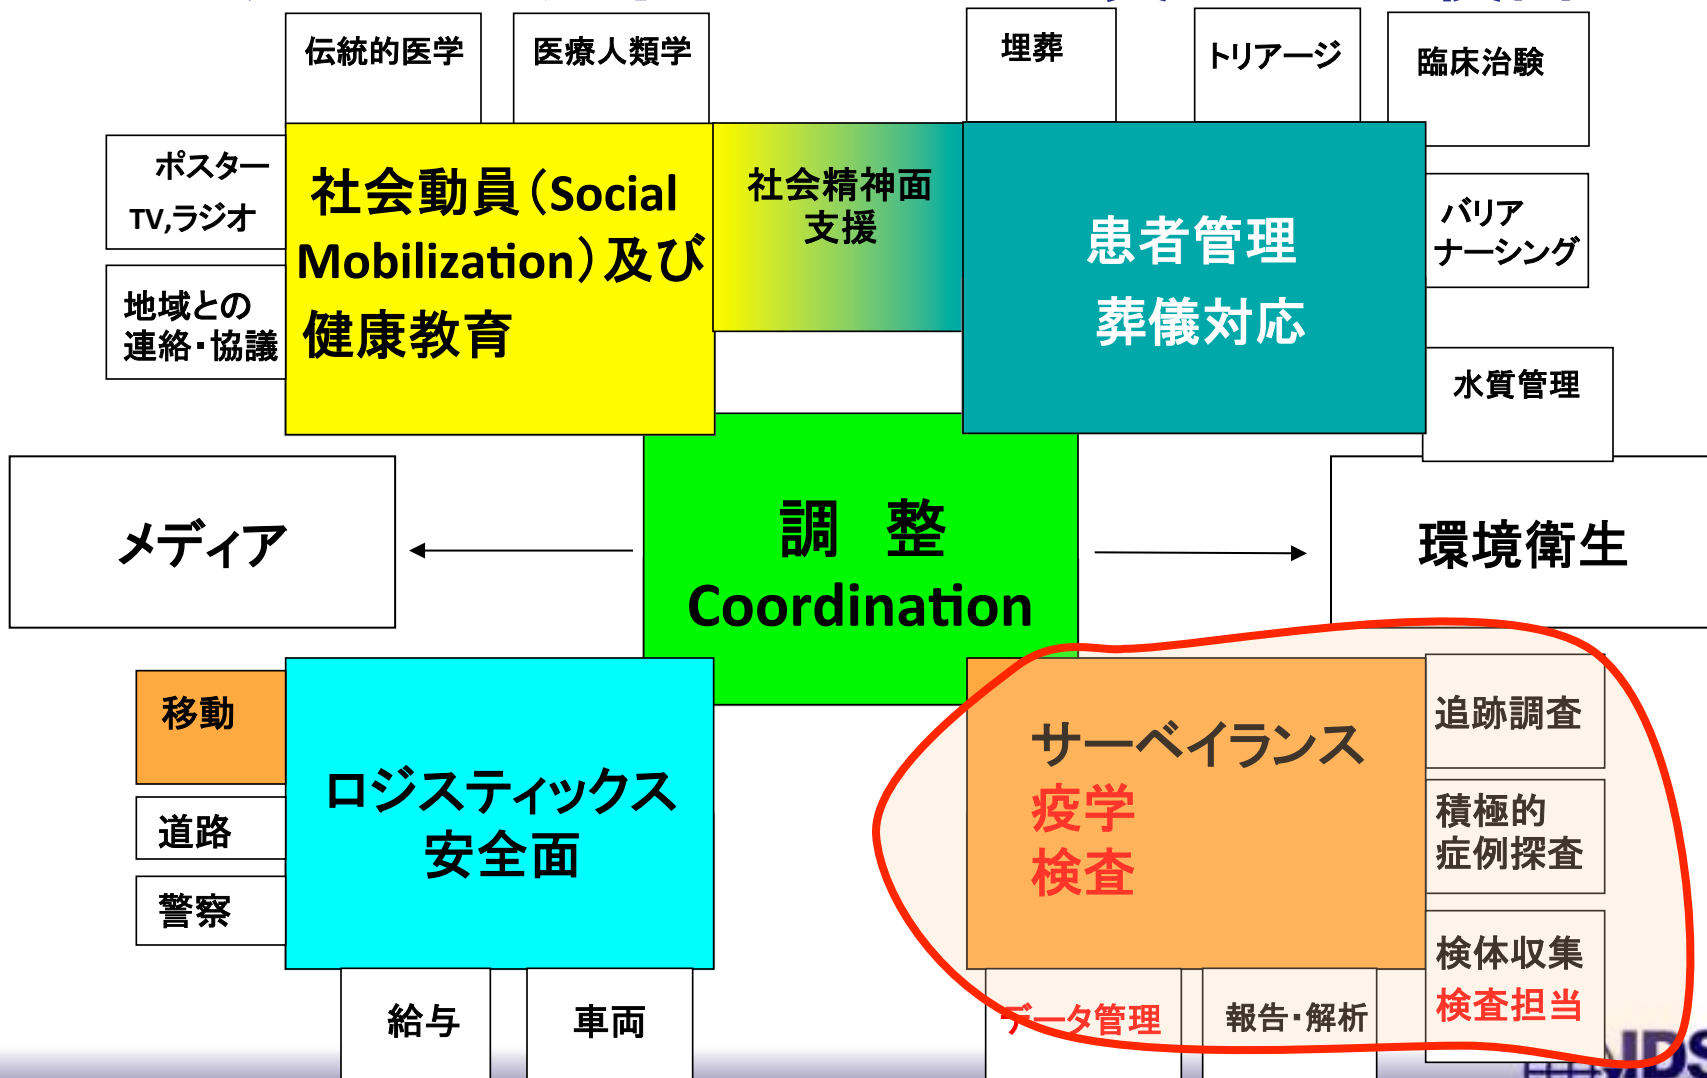 伝統的医学
医療人類学
埋葬
トリアージ
臨床治験
ポスター
TV,ラジオ
地域との
連絡・協議
社会動員(Social
Mobilization)及び
健康教育
社会精神面
支援
患者管理
葬儀対応
バリア
ナーシング
水質管理
メディア
調 整
Coordination
環境衛生
移動
道路
警察
ロジスティックス
安全面
給与
車両
サーベイランス
疫学
検査
追跡調査
積極的
症例探査
検体収集
検査担当
データ管理
報告・解析